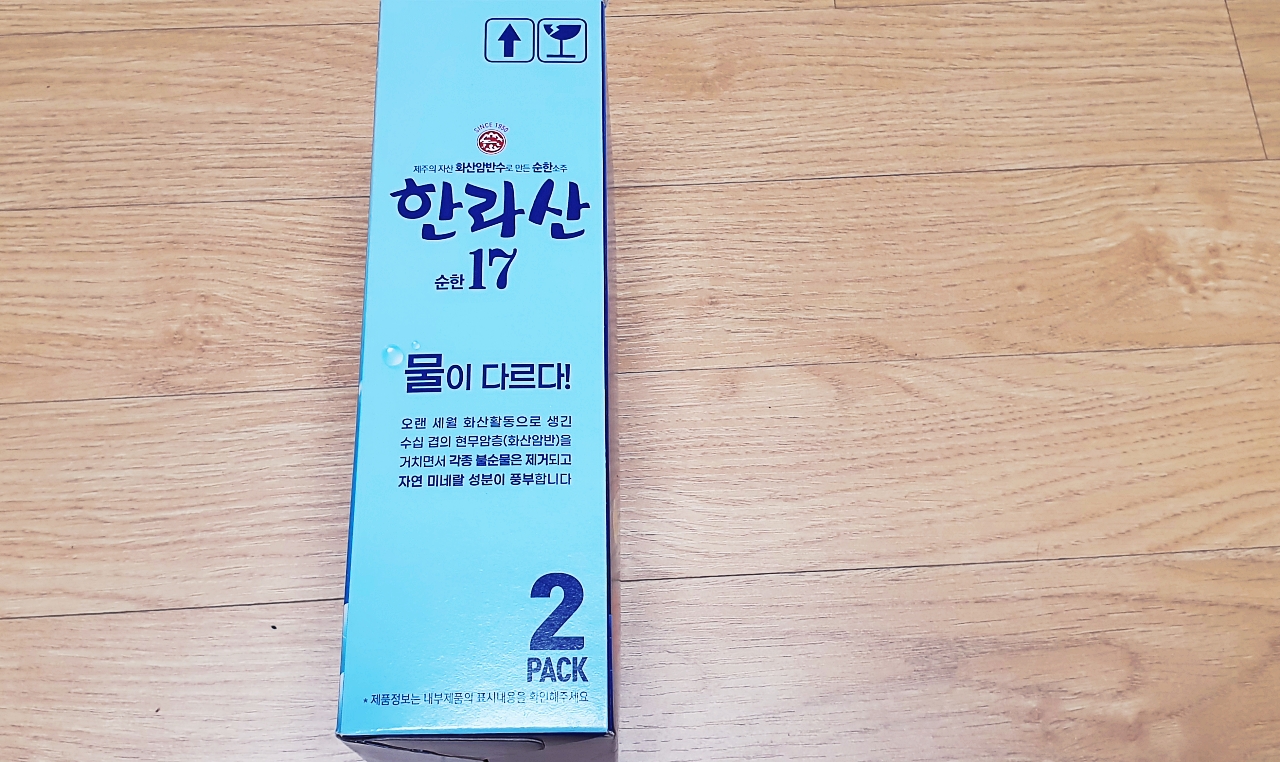 SINCE 1950
제주의 자산 화산암반수로 만든 순한소주
한라산
순한 17
물이 다르다!
오랜 세월 화산활동으로 생긴
수십 겹의 현무암층(화산암반)을
거치면서 각종 불순물은 제거되고
자연 미네랄 성분이 풍부합니다
2
PACK
* 제품정보는 내부제품의 표시내용을 확인해주세요